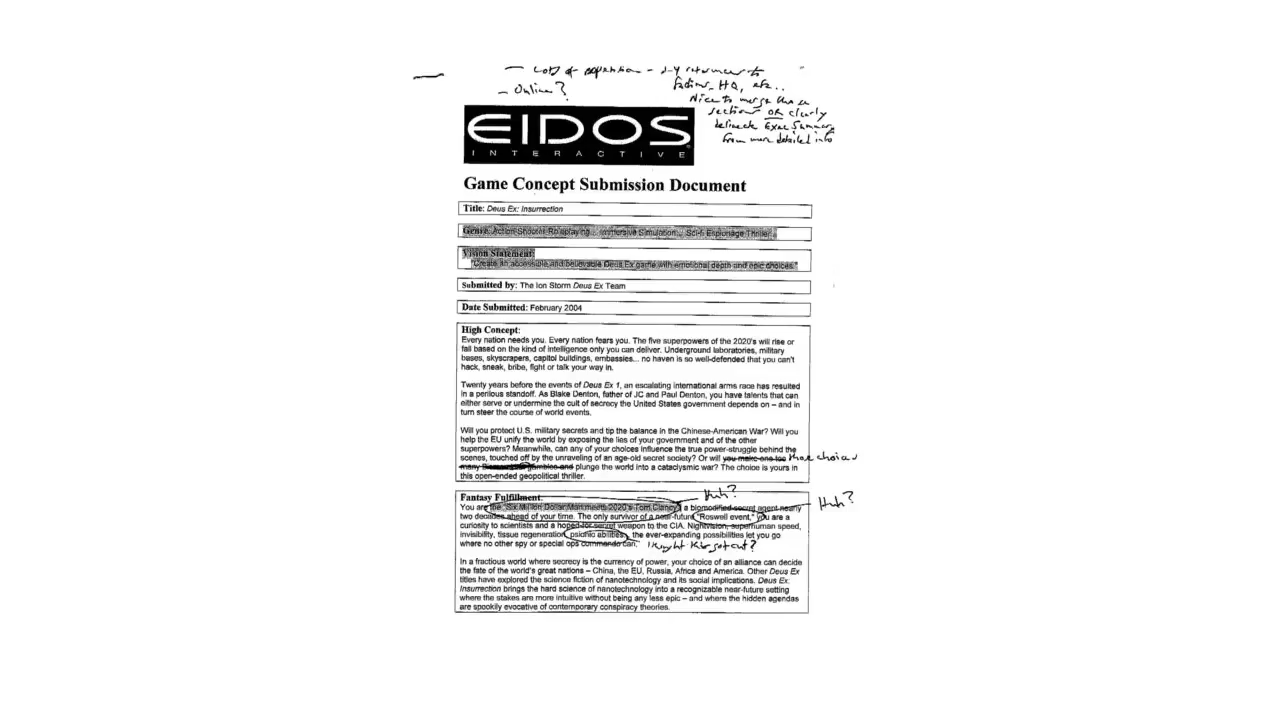 — Lots of repetition —
— Online?
factions, HQ, etc..
Nice to merge these
sections OR clearly
delineate Exec Summary
from more detailed info
EIDOS
INTERACTIVE
Game Concept Submission Document
Title: Deus Ex: Insurrection
Genre: Action Shooter Roleplaying... Immersive Simulation... Sci-fi Espionage Thriller...
Vision Statement:
"Create an accessible and believable Deus Ex game with emotional depth and epic choices."
Submitted by: The Ion Storm Deus Ex Team
Date Submitted: February 2004
High Concept:
Every nation needs you. Every nation fears you. The five superpowers of the 2020's will rise or
fall based on the kind of intelligence only you can deliver. Underground laboratories, military
bases, skyscrapers, capitol buildings, embassies... no haven is so well-defended that you can't
hack, sneak, bribe, fight or talk your way in.
Twenty years before the events of Deus Ex 1, an escalating international arms race has resulted
in a perilous standoff. As Blake Denton, father of JC and Paul Denton, you have talents that can
either serve or undermine the cult of secrecy the United States government depends on – and in
turn steer the course of world events.
Will you protect U.S. military secrets and tip the balance in the Chinese-American War? Will you
help the EU unify the world by exposing the lies of your government and of the other
superpowers? Meanwhile, can any of your choices influence the true power-struggle behind the
scenes, touched off by the unraveling of an age-old secret society? Or will you make one too those choices
many gambles and plunge the world into a cataclysmic war? The choice is yours in
this open-ended geopolitical thriller.
Huh?
Fantasy Fulfillment:
You are the "Six Million Dollar Man meets 2020's Tom Clancy," a biomodified secret agent nearly Huh?
two decades ahead of your time. The only survivor of a near-future "Roswell event," you are a
curiosity to scientists and a hoped-for secret weapon to the CIA. Nightvision, superhuman speed,
invisibility, tissue regeneration, psionic abilities, the ever-expanding possibilities let you go
where no other spy or special ops commando can. thought this got cut?
In a fractious world where secrecy is the currency of power, your choice of an alliance can decide
the fate of the world's great nations – China, the EU, Russia, Africa and America. Other Deus Ex
titles have explored the science fiction of nanotechnology and its social implications. Deus Ex:
Insurrection brings the hard science of nanotechnology into a recognizable near-future setting
where the stakes are more intuitive without being any less epic – and where the hidden agendas
are spookily evocative of contemporary conspiracy theories.